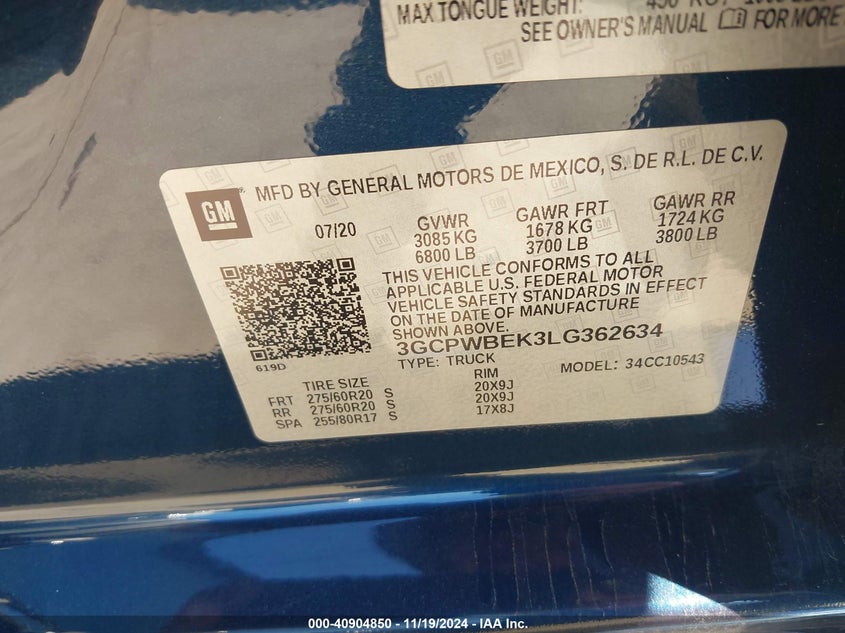 MAX TONGUE WEIGHT:
SEE OWNER'S MANUAL FOR MORE
GM
MFD BY GENERAL MOTORS DE MEXICO, S. DE R.L. DE C.V.
07/20 GVWR GAWR FRT GAWR RR
3085 KG 1678 KG 1724 KG
6800 LB 3700 LB 3800 LB
THIS VEHICLE CONFORMS TO ALL
APPLICABLE U.S. FEDERAL MOTOR
VEHICLE SAFETY STANDARDS IN EFFECT
ON THE DATE OF MANUFACTURE
SHOWN ABOVE.
3GCPWBEK3LG362634
619D
TYPE: TRUCK MODEL: 34CC10543
TIRE SIZE RIM
FRT 275/60R20 S 20X9J
RR 275/60R20 S 20X9J
SPA 255/80R17 S 17X8J
000-40904850 | 11/19/2024 - IAA Inc.